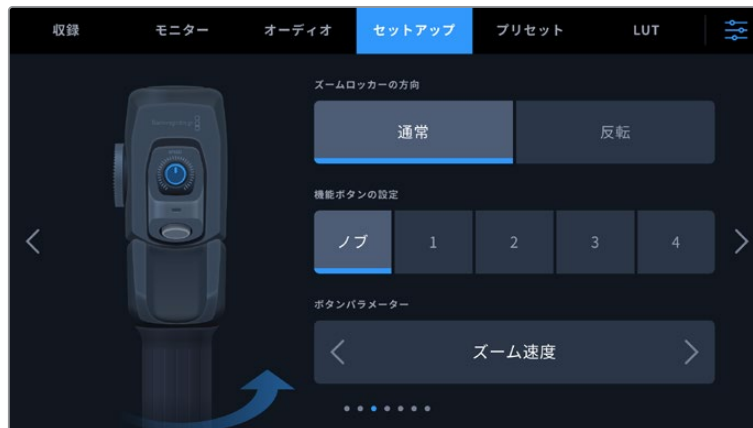 収録 モニター オーディオ セットアップ プリセット LUT
ズームロッカーの方向
通常 反転
機能ボタンの設定
ノブ 1 2 3 4
ボタンパラメーター
ズーム速度